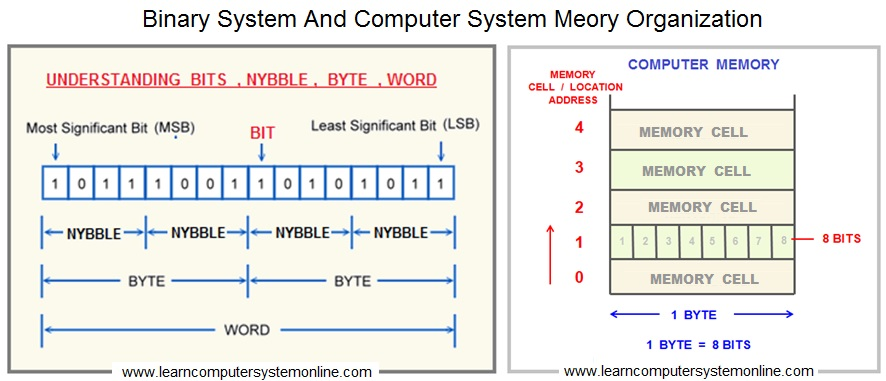 Binary System And Computer System Meory Organization
UNDERSTANDING BITS , NYBBLE , BYTE , WORD
Most Significant Bit (MSB)
BIT
Least Significant Bit (LSB)
1 0 1 1 1 0 0 1 1 0 1 0 1 0 1 1
NYBBLE NYBBLE NYBBLE NYBBLE
BYTE BYTE
WORD
www.learncomputersystemonline.com
COMPUTER MEMORY
MEMORY
CELL / LOCATION
ADDRESS
4 MEMORY CELL
3 MEMORY CELL
2 MEMORY CELL
1 1 2 3 4 5 6 7 8 8 BITS
0 MEMORY CELL
1 BYTE
1 BYTE = 8 BITS
www.learncomputersystemonline.com